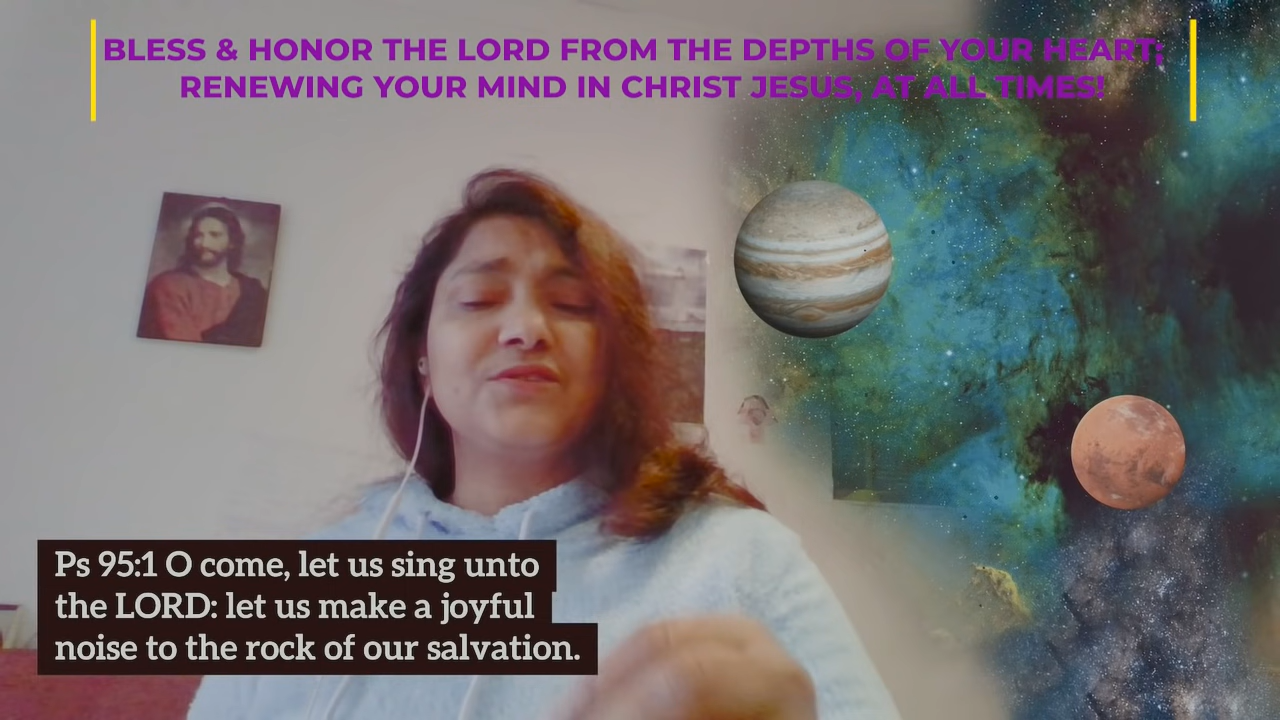 BLESS & HONOR THE LORD FROM THE DEPTHS OF YOUR HEART;
RENEWING YOUR MIND IN CHRIST JESUS, AT ALL TIMES!
Ps 95:1 O come, let us sing unto
the LORD: let us make a joyful
noise to the rock of our salvation.